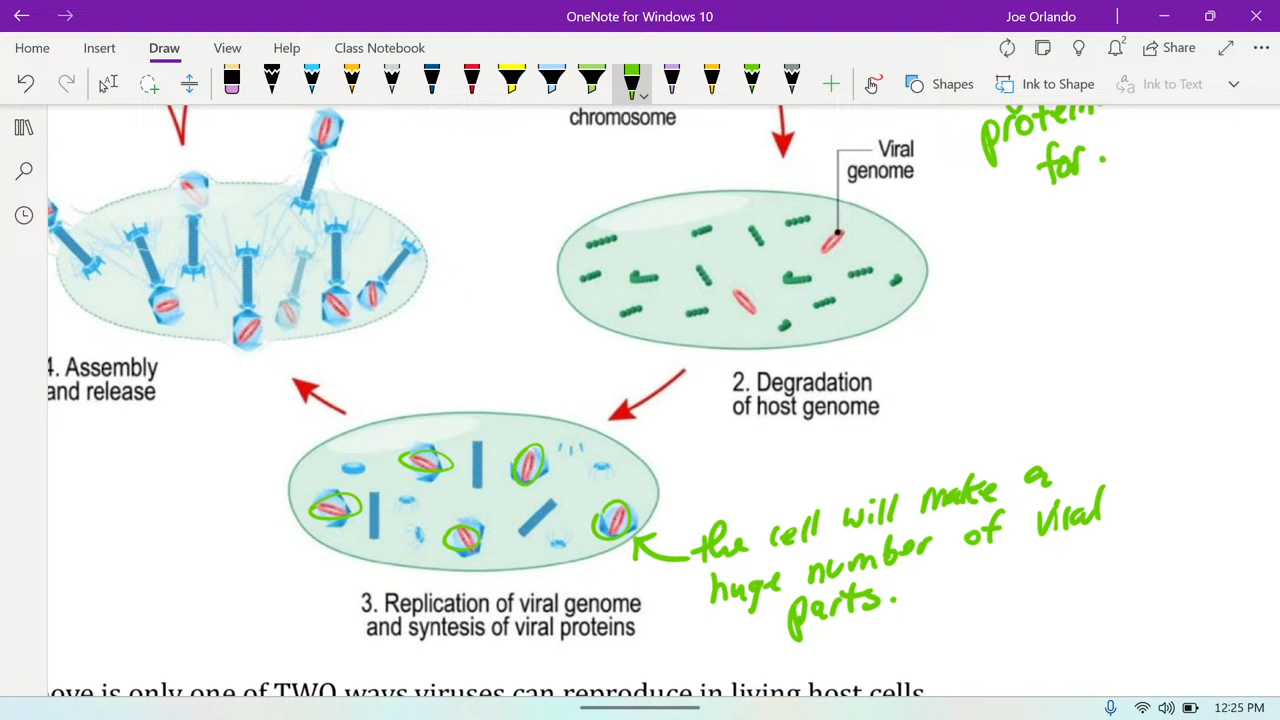 OneNote for Windows 10
Joe Orlando
Home
Insert
Draw
View
Help
Class Notebook
2
Share
Shapes
Ink to Shape
Ink to Text
chromosome
protein
for.
Viral
genome
4. Assembly
and release
2. Degradation
of host genome
the cell will make a
huge number of viral
parts.
3. Replication of viral genome
and syntesis of viral proteins
ove is only one of TWO ways viruses can reproduce in living host cells
12:25 PM